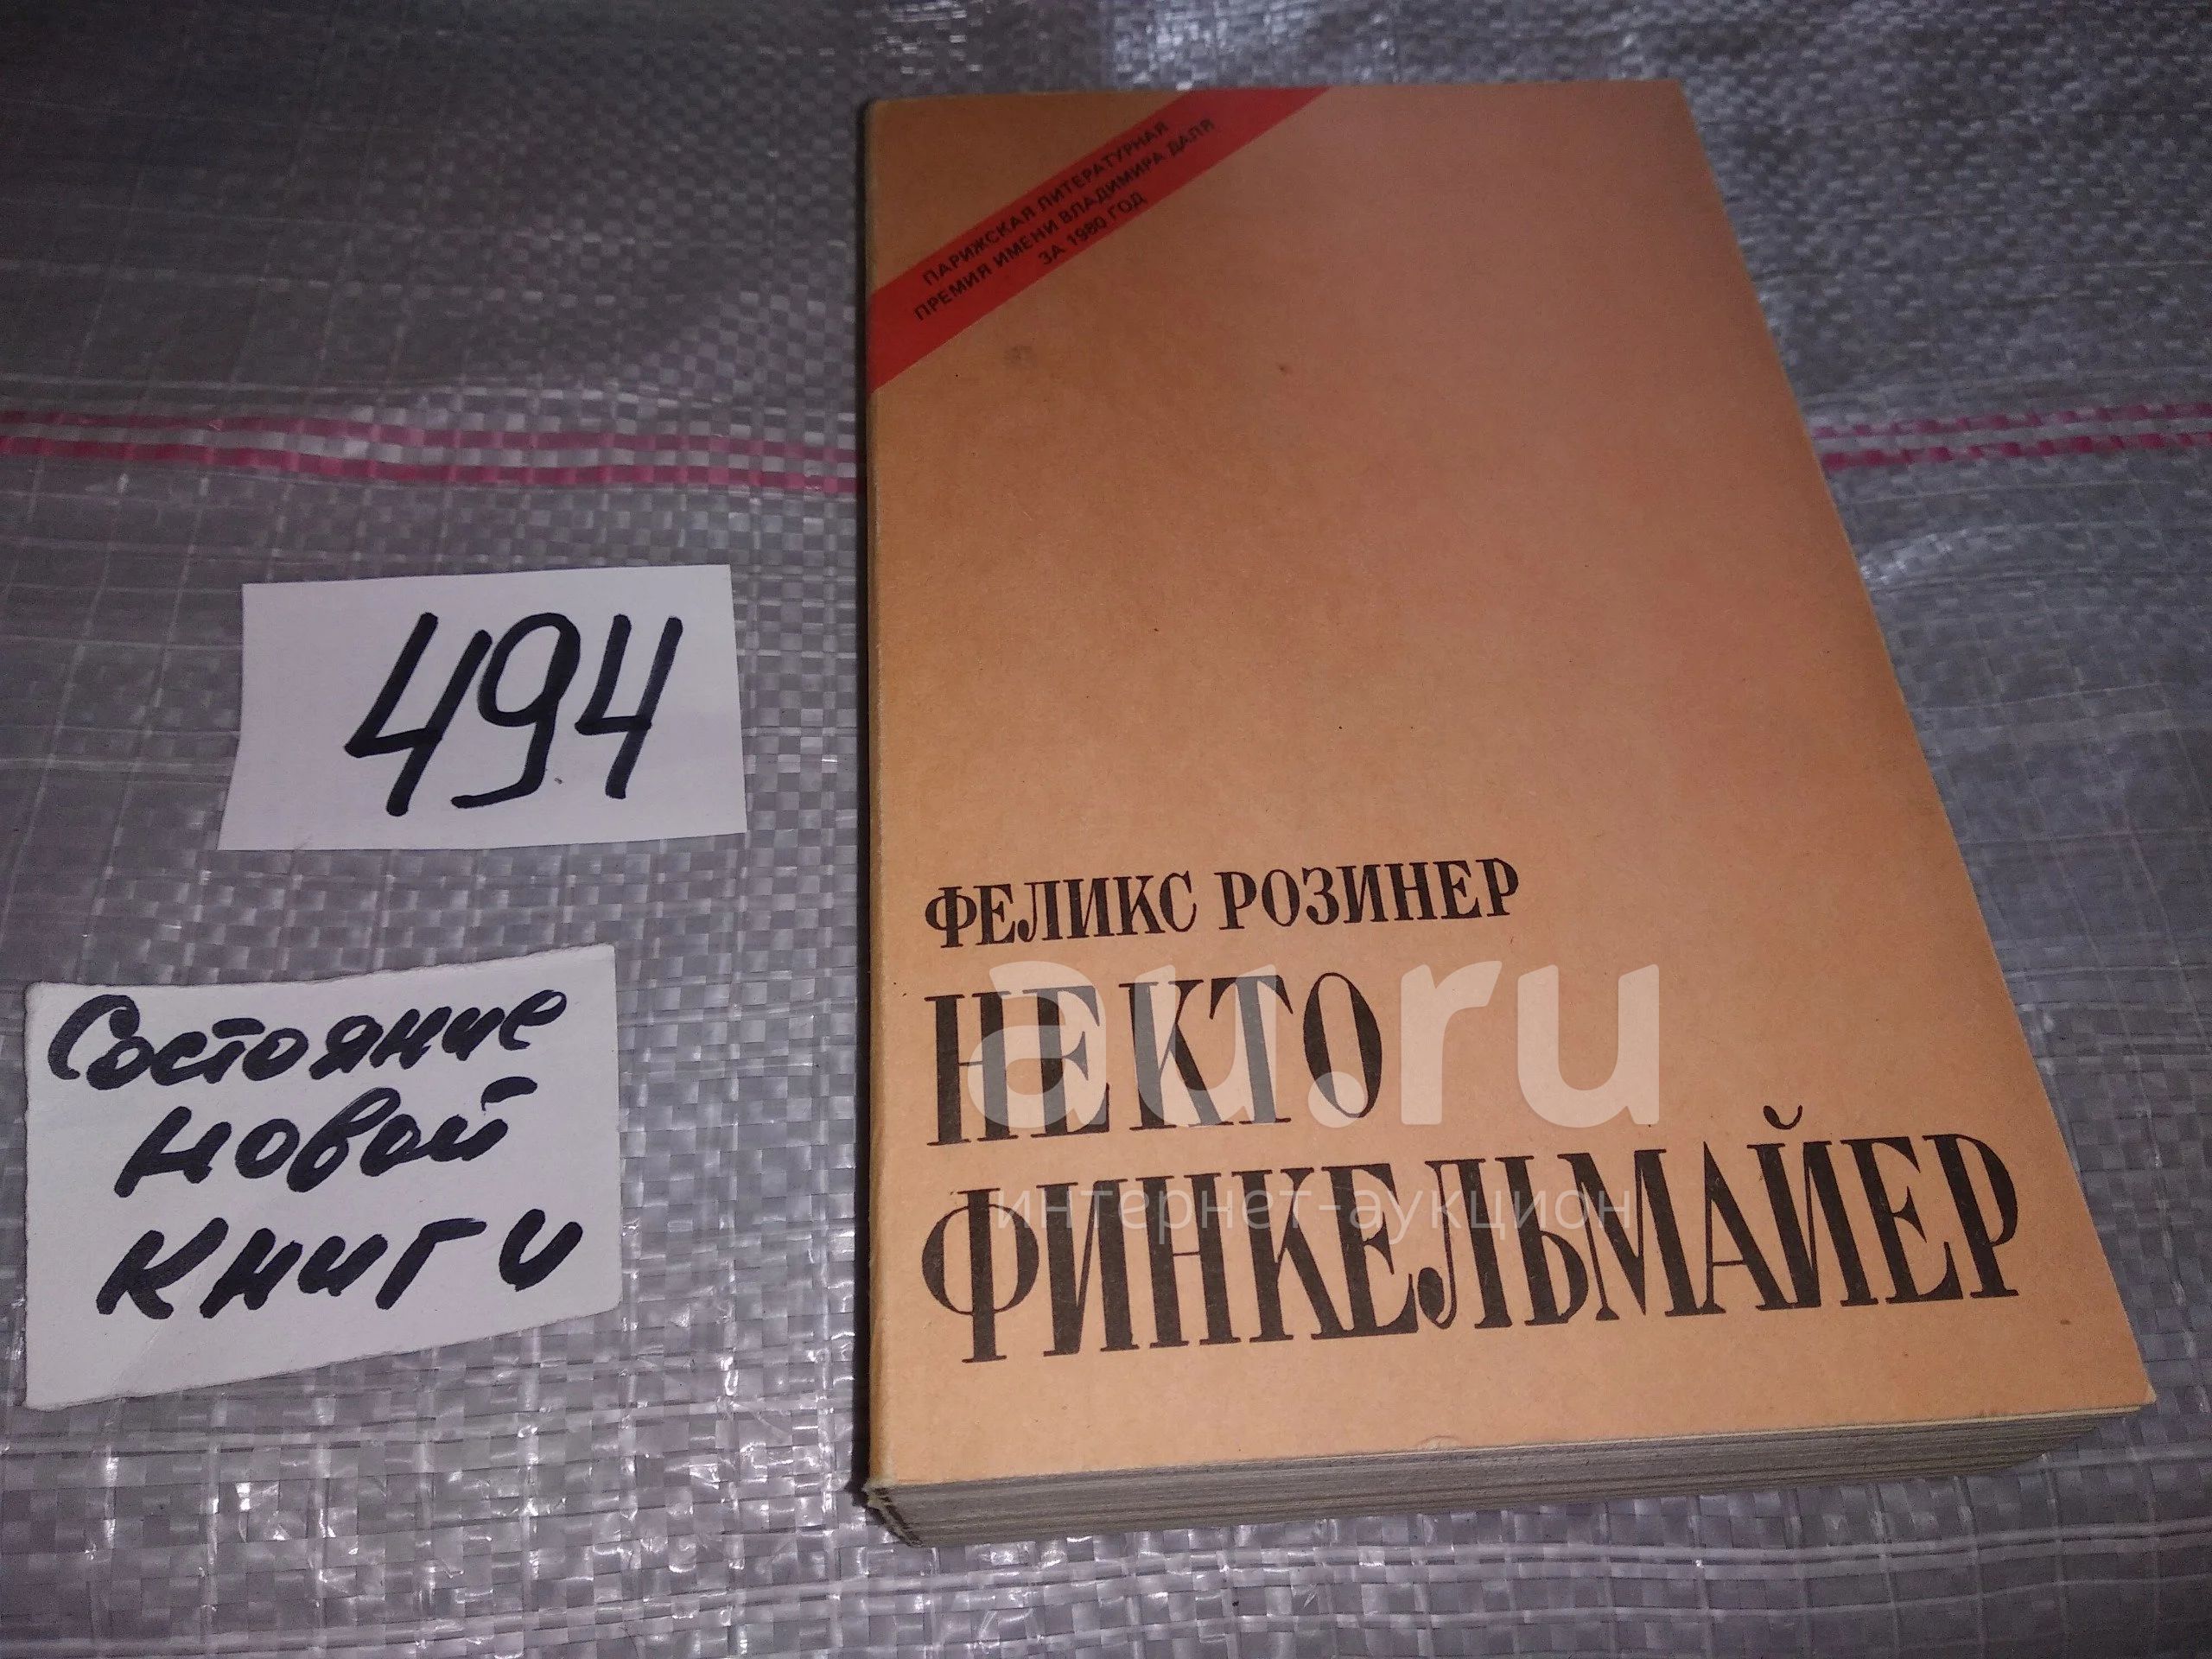 ПАРИЖСКАЯ ЛИТЕРАТУРНАЯ
ПРЕМИЯ ИМЕНИ ВЛАДИМИРА ДАЛЯ
ЗА 1980 ГОД
494
ФЕЛИКС РОЗИНЕР
НЕКТО
ФИНКЕЛЬМАЙЕР
au.ru
интернет-аукцион
Состояние
новой
книги